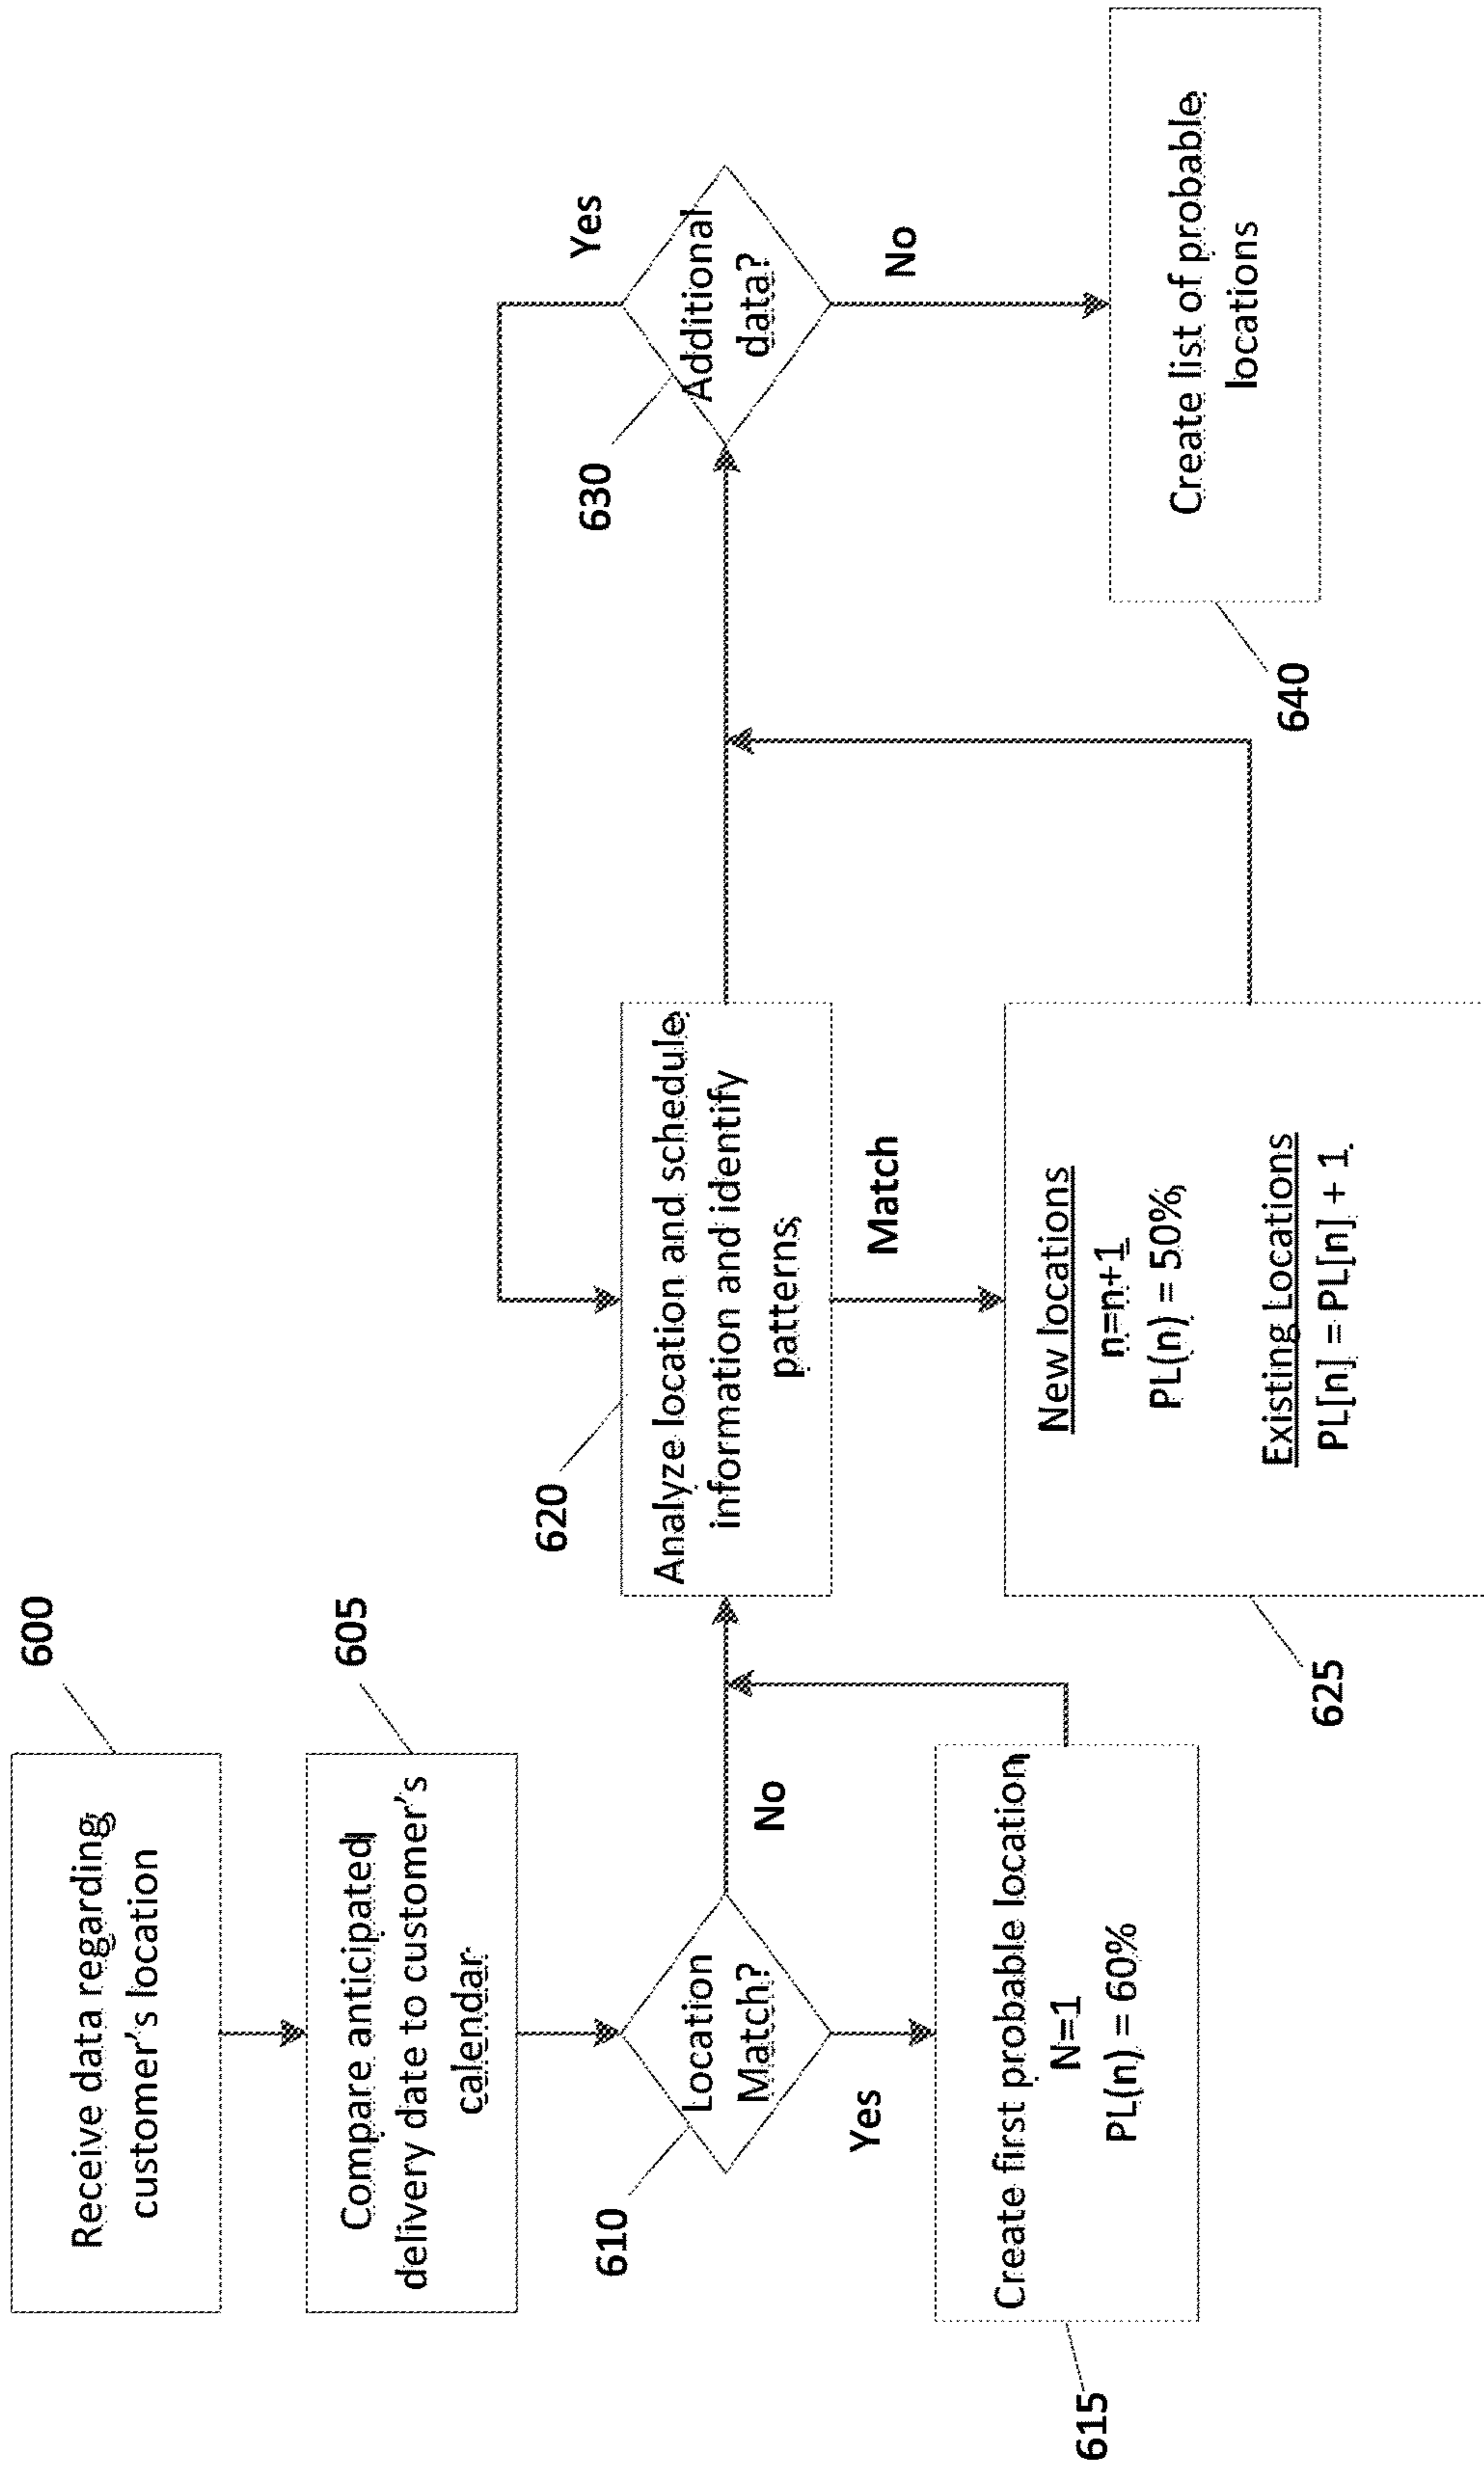 600
Receive data regarding
customer's location
605
Compare anticipated
delivery date to customer's
calendar
610
Location
Match?
No
Yes
615
Create first probable location
N=1
PL(n) = 60%
620
Analyze location and schedule
information and identify
patterns
Match
625
New locations
n=n+1
PL(n) = 50%
Existing Locations
PL[n] = PL[n] + 1
630
Additional
data?
Yes
No
640
Create list of probable
locations